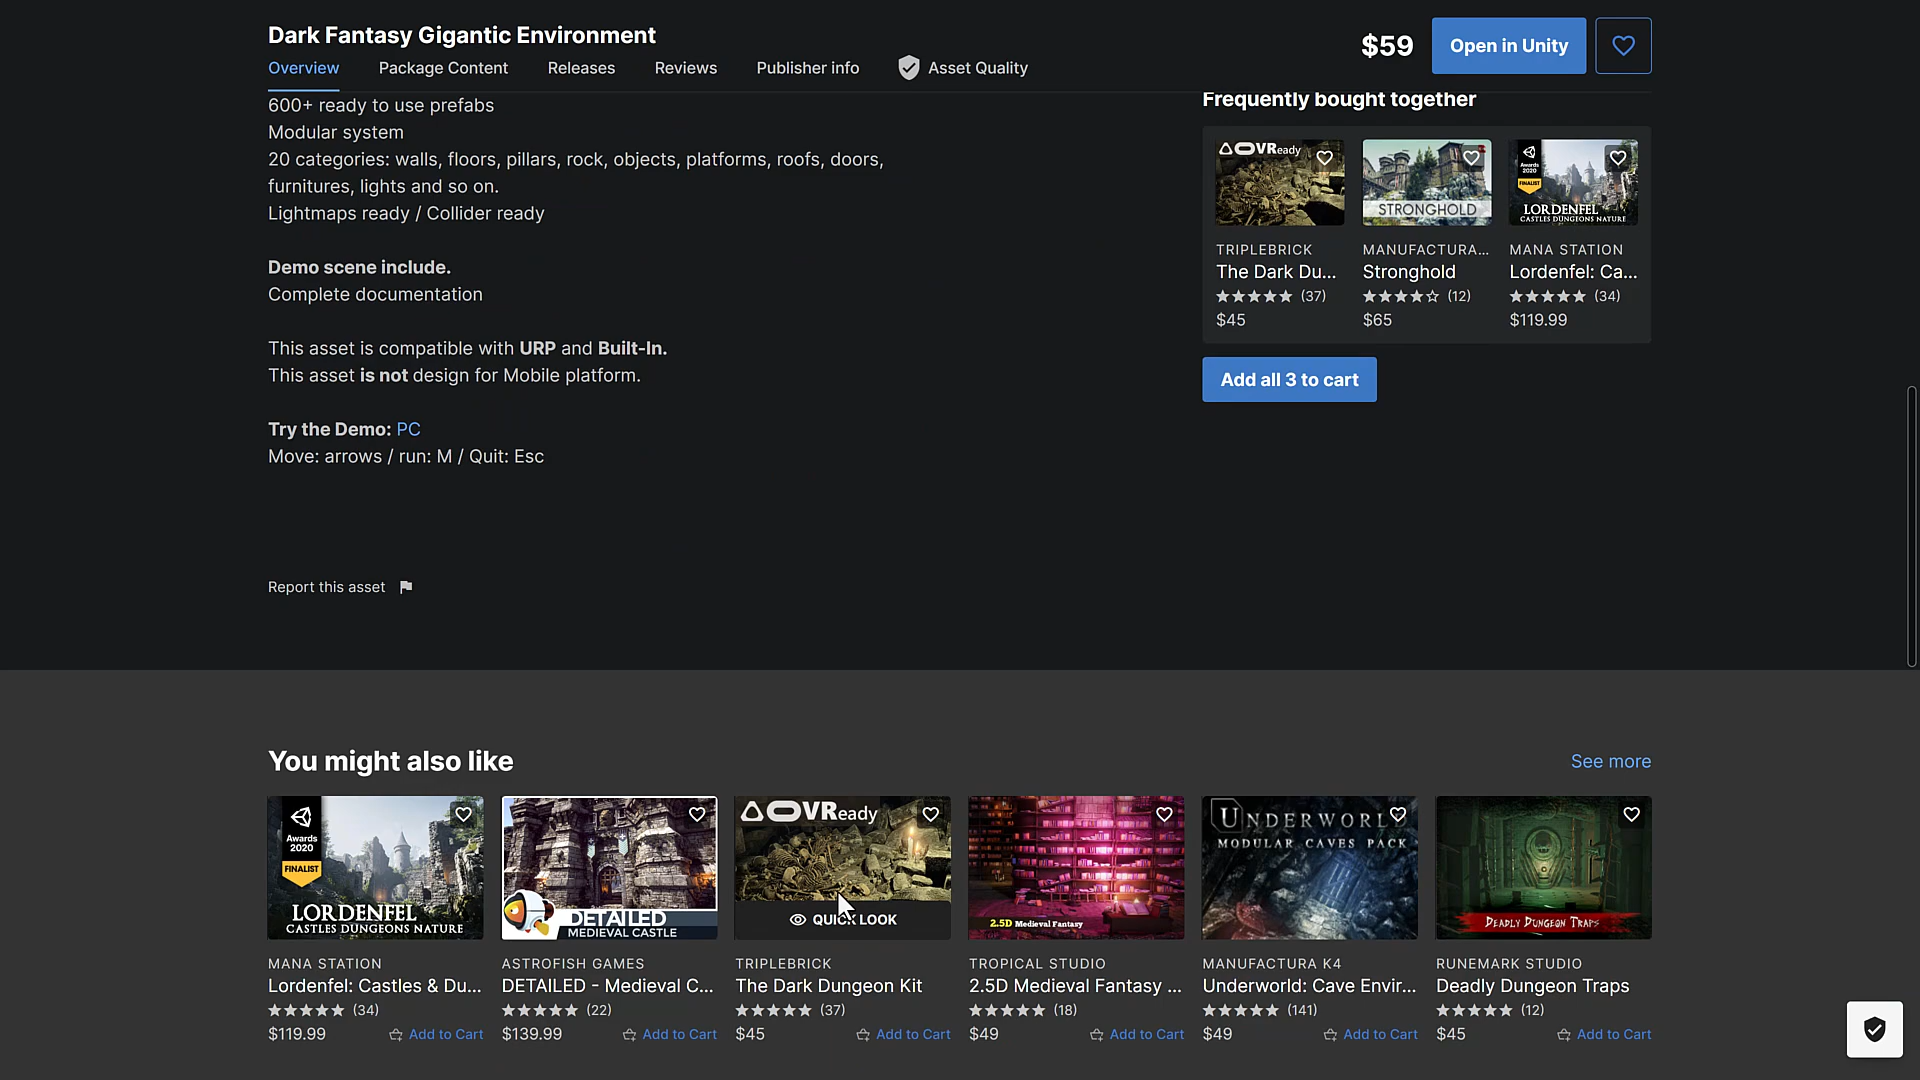 Dark Fantasy Gigantic Environment
$59
Open in Unity
Overview
Package Content
Releases
Reviews
Publisher info
Asset Quality
600+ ready to use prefabs
Modular system
20 categories: walls, floors, pillars, rock, objects, platforms, roofs, doors,
furnitures, lights and so on.
Lightmaps ready / Collider ready
Demo scene include.
Complete documentation
This asset is compatible with URP and Built-In.
This asset is not design for Mobile platform.
Try the Demo: PC
Move: arrows / run: M / Quit: Esc
Report this asset
Frequently bought together
VReady
STRONGHOLD
Awards
2020
FINALIST
LORDENFEL
CASTLES DUNGEONS NATURE
TRIPLEBRICK
The Dark Du...
(37)
$45
MANUFACTURA...
Stronghold
(12)
$65
MANA STATION
Lordenfel: Ca...
(34)
$119.99
Add all 3 to cart
You might also like
See more
Awards
2020
FINALIST
LORDENFEL
CASTLES DUNGEONS NATURE
MANA STATION
Lordenfel: Castles & Du...
(34)
$119.99
Add to Cart
DETAILED
MEDIEVAL CASTLE
ASTROFISH GAMES
DETAILED - Medieval C...
(22)
$139.99
Add to Cart
VReady
QUICK LOOK
TRIPLEBRICK
The Dark Dungeon Kit
(37)
$45
Add to Cart
2.5D Medieval Fantasy
TROPICAL STUDIO
2.5D Medieval Fantasy ...
(18)
$49
Add to Cart
UNDERWORLD
MODULAR CAVES PACK
MANUFACTURA K4
Underworld: Cave Envir...
(141)
$49
Add to Cart
DEADLY DUNGEON TRAPS
RUNEMARK STUDIO
Deadly Dungeon Traps
(12)
$45
Add to Cart